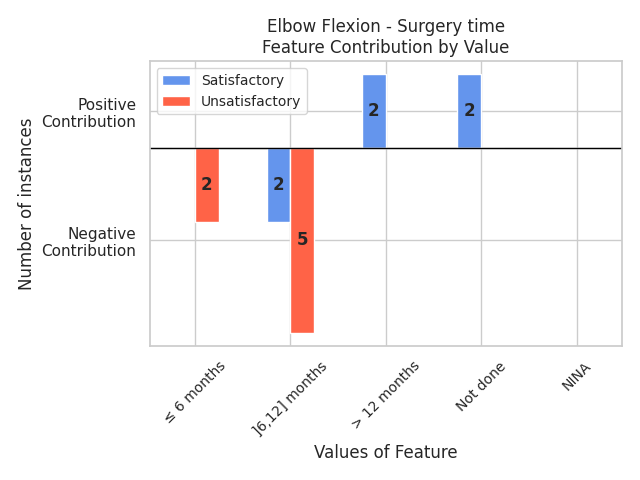 Elbow Flexion - Surgery time
Feature Contribution by Value
Satisfactory
Unsatisfactory
Positive
Contribution
Negative
Contribution
Number of instances
2
2
2
2
5
≤ 6 months
]6,12] months
> 12 months
Not done
NINA
Values of Feature